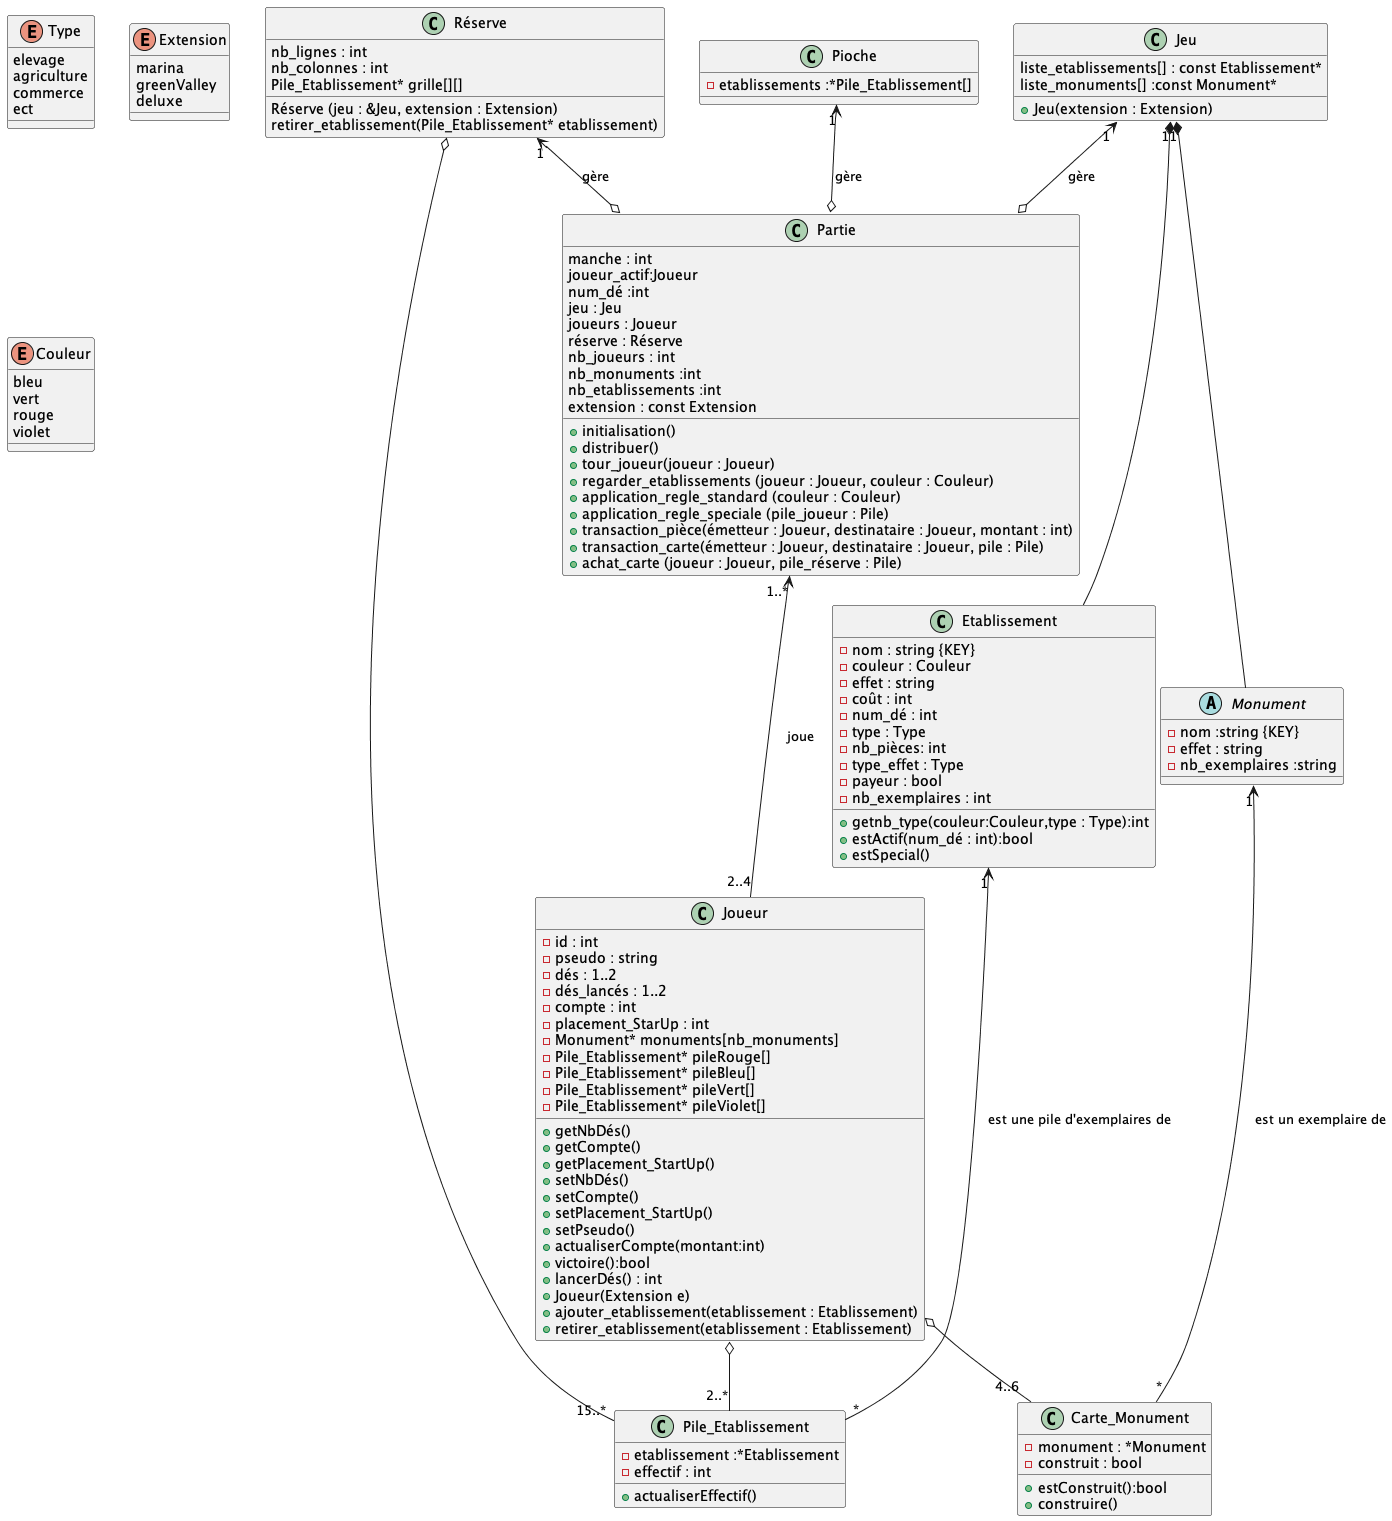 E Type
elevage
agriculture
commerce
ect
E Extension
marina
greenValley
deluxe
C Réserve
nb_lignes : int
nb_colonnes : int
Pile_Etablissement* grille[][]
Réserve (jeu : &Jeu, extension : Extension)
retirer_etablissement(Pile_Etablissement* etablissement)
C Pioche
etablissements :*Pile_Etablissement[]
C Jeu
liste_etablissements[] : const Etablissement*
liste_monuments[] :const Monument*
Jeu(extension : Extension)
1
1
1
1
1
gère
gère
gère
C Partie
manche : int
joueur_actif:Joueur
num_dé :int
jeu : Jeu
joueurs : Joueur
réserve : Réserve
nb_joueurs : int
nb_monuments :int
nb_etablissements :int
extension : const Extension
initialisation()
distribuer()
tour_joueur(joueur : Joueur)
regarder_etablissements (joueur : Joueur, couleur : Couleur)
application_regle_standard (couleur : Couleur)
application_regle_speciale (pile_joueur : Pile)
transaction_pièce(émetteur : Joueur, destinataire : Joueur, montant : int)
transaction_carte(émetteur : Joueur, destinataire : Joueur, pile : Pile)
achat_carte (joueur : Joueur, pile_réserve : Pile)
E Couleur
bleu
vert
rouge
violet
1..*
joue
2..4
C Etablissement
nom : string {KEY}
couleur : Couleur
effet : string
coût : int
num_dé : int
type : Type
nb_pièces: int
type_effet : Type
payeur : bool
nb_exemplaires : int
getnb_type(couleur:Couleur,type : Type):int
estActif(num_dé : int):bool
estSpecial()
A Monument
nom :string {KEY}
effet : string
nb_exemplaires :string
1
1
C Joueur
id : int
pseudo : string
dés : 1..2
dés_lancés : 1..2
compte : int
placement_StarUp : int
Monument* monuments[nb_monuments]
Pile_Etablissement* pileRouge[]
Pile_Etablissement* pileBleu[]
Pile_Etablissement* pileVert[]
Pile_Etablissement* pileViolet[]
getNbDés()
getCompte()
getPlacement_StartUp()
setNbDés()
setCompte()
setPlacement_StartUp()
setPseudo()
actualiserCompte(montant:int)
victoire():bool
lancerDés() : int
Joueur(Extension e)
ajouter_etablissement(etablissement : Etablissement)
retirer_etablissement(etablissement : Etablissement)
est une pile d'exemplaires de
est un exemplaire de
15..*
2..*
*
4..6
*
C Pile_Etablissement
etablissement :*Etablissement
effectif : int
actualiserEffectif()
C Carte_Monument
monument : *Monument
construit : bool
estConstruit():bool
construire()